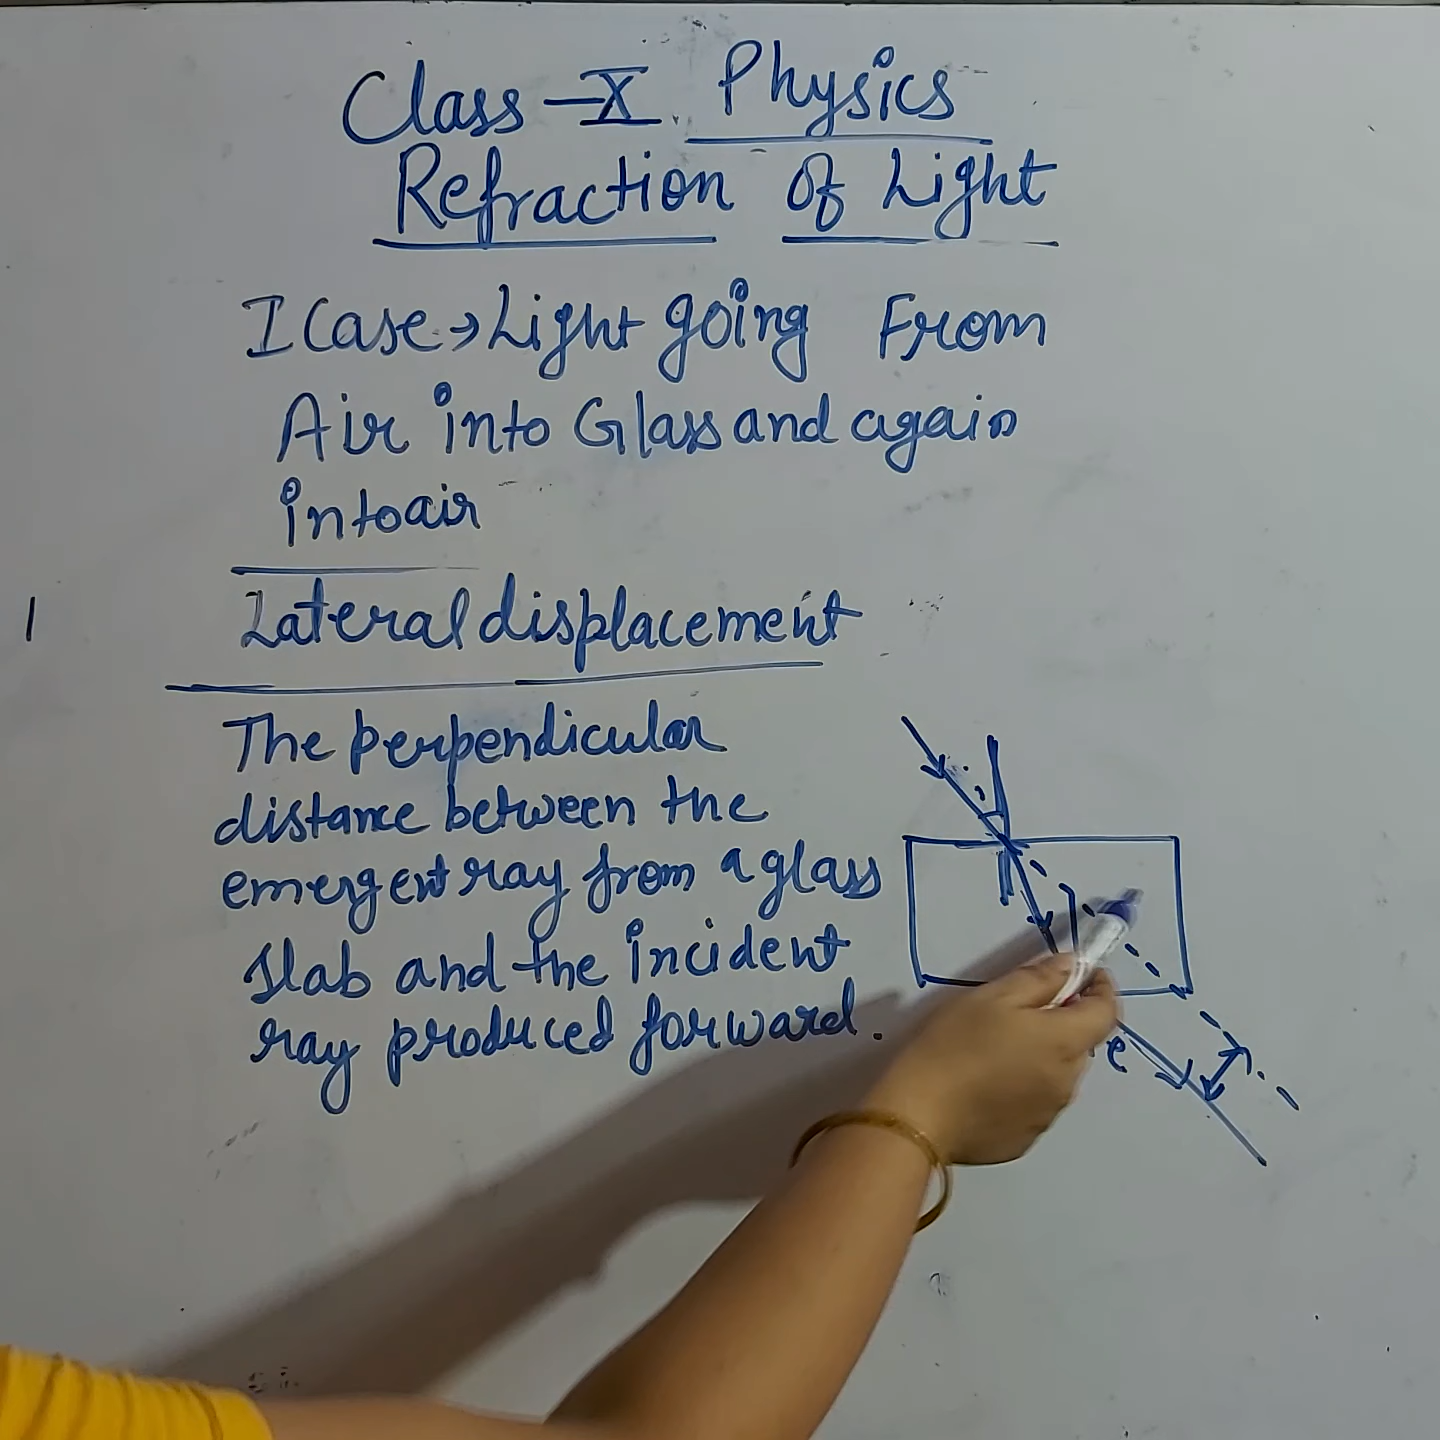 Class - X Physics
Refraction of Light
I Case → Light going From
Air into Glass and again
into air
Lateral displacement
The perpendicular
distance between the
emergent ray from a glass
slab and the incident
ray produced forward.
e